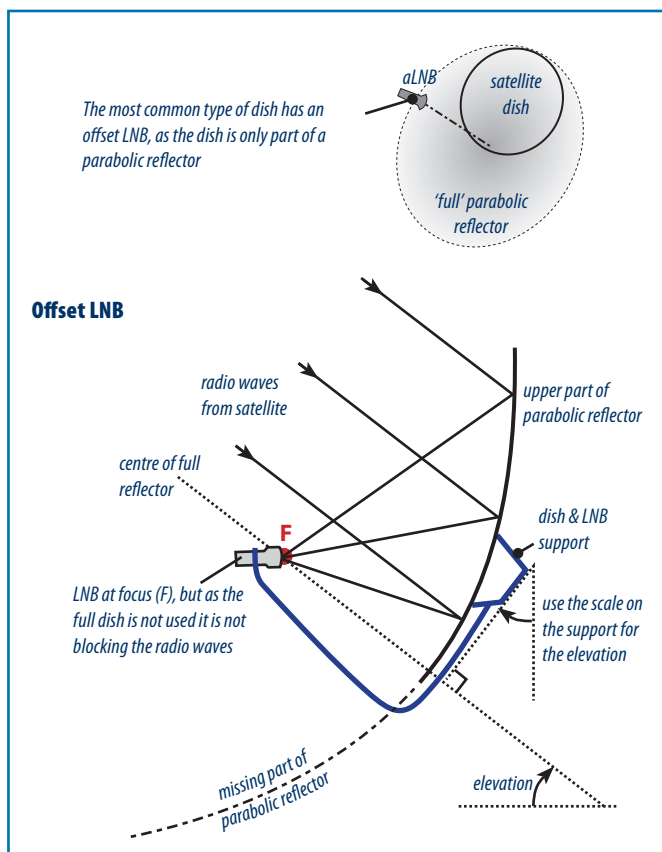 The most common type of dish has an
offset LNB, as the dish is only part of a
parabolic reflector
aLNB
satellite
dish
'full' parabolic
reflector
Offset LNB
radio waves
from satellite
upper part of
parabolic reflector
centre of full
reflector
F
dish & LNB
support
LNB at focus (F), but as the
full dish is not used it is not
blocking the radio waves
use the scale on
the support for
the elevation
missing part of
parabolic reflector
elevation